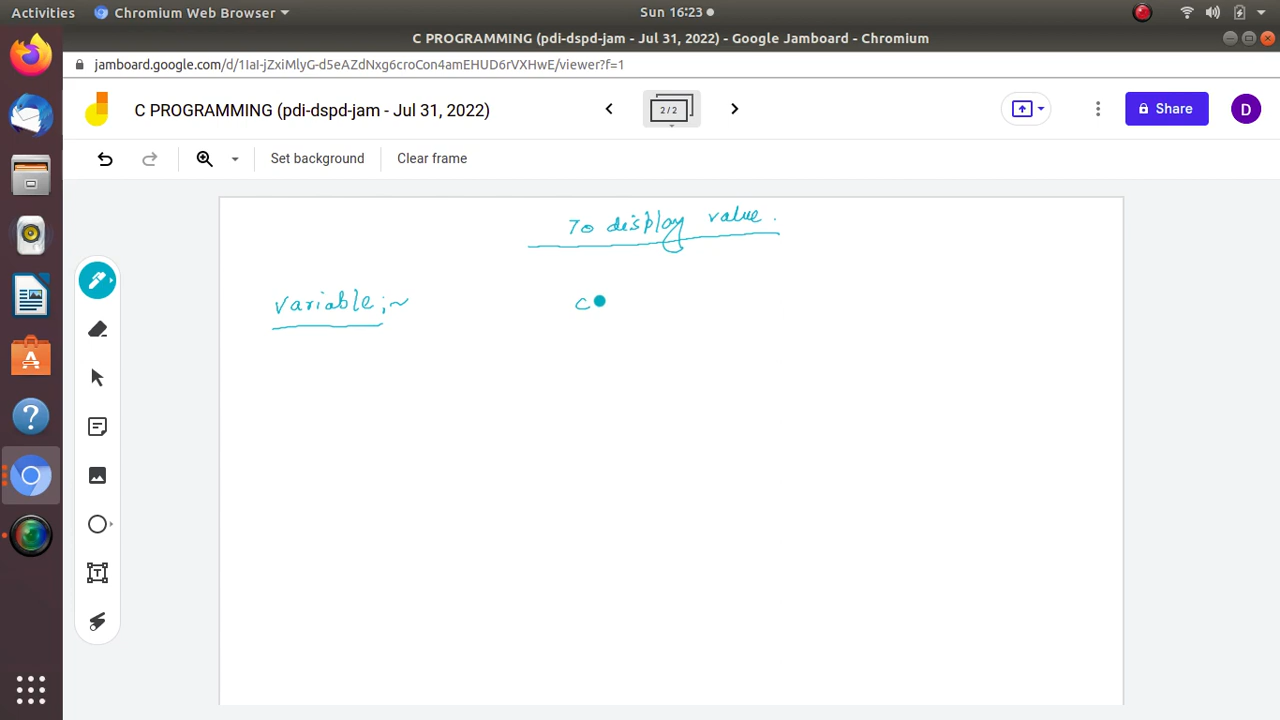 Activities Chromium Web Browser Sun 16:23
C PROGRAMMING (pdi-dspd-jam - Jul 31, 2022) - Google Jamboard - Chromium
jamboard.google.com/d/1IaI-jZxiMlyG-d5eAZdNxg6croCon4amEHUD6rVXHwE/viewer?f=1
C PROGRAMMING (pdi-dspd-jam - Jul 31, 2022) 2/2 Share D
Set background Clear frame
To display value.
Variable ;~ c